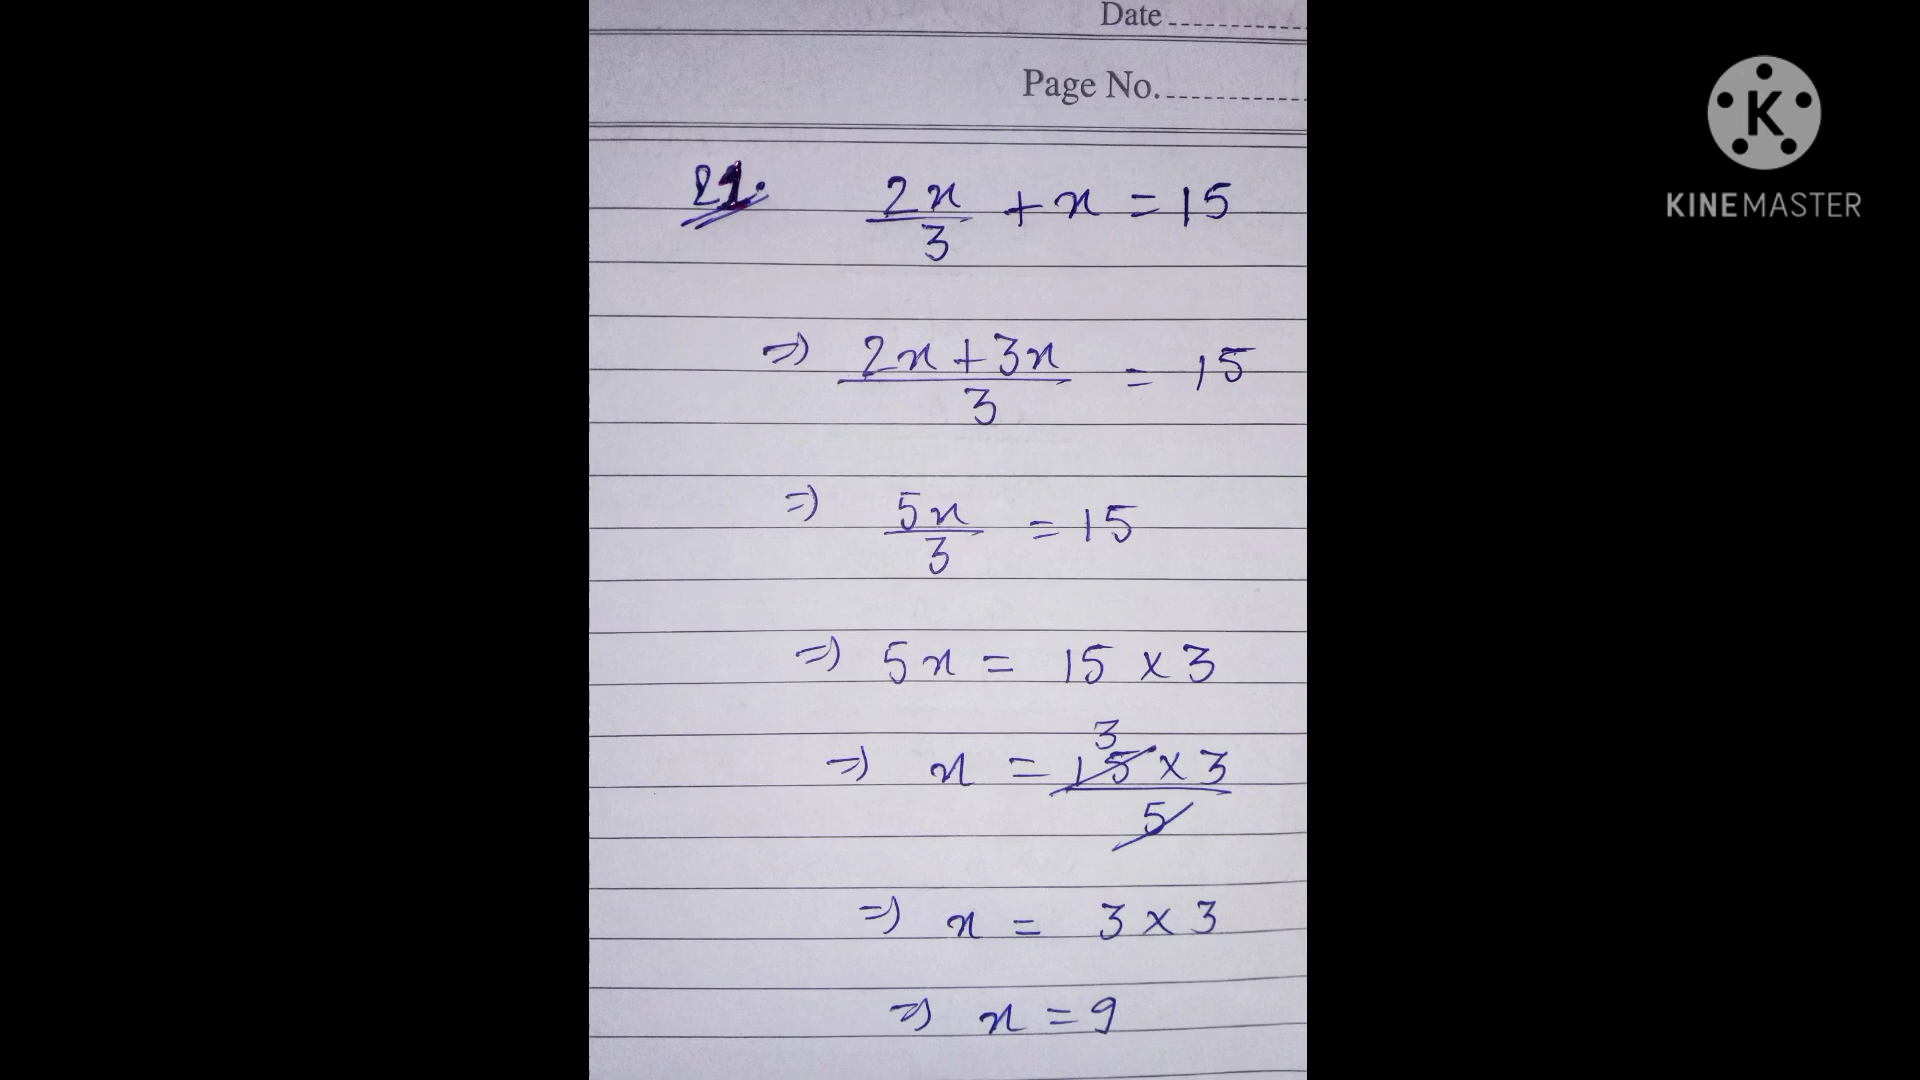 Date
Page No.
21. 2x/3 + x = 15
⇒ 2x + 3x/3 = 15
⇒ 5x/3 = 15
⇒ 5x = 15 × 3
3
⇒ x = 15 × 3/5
⇒ x = 3 × 3
⇒ x = 9
K
KINEMASTER